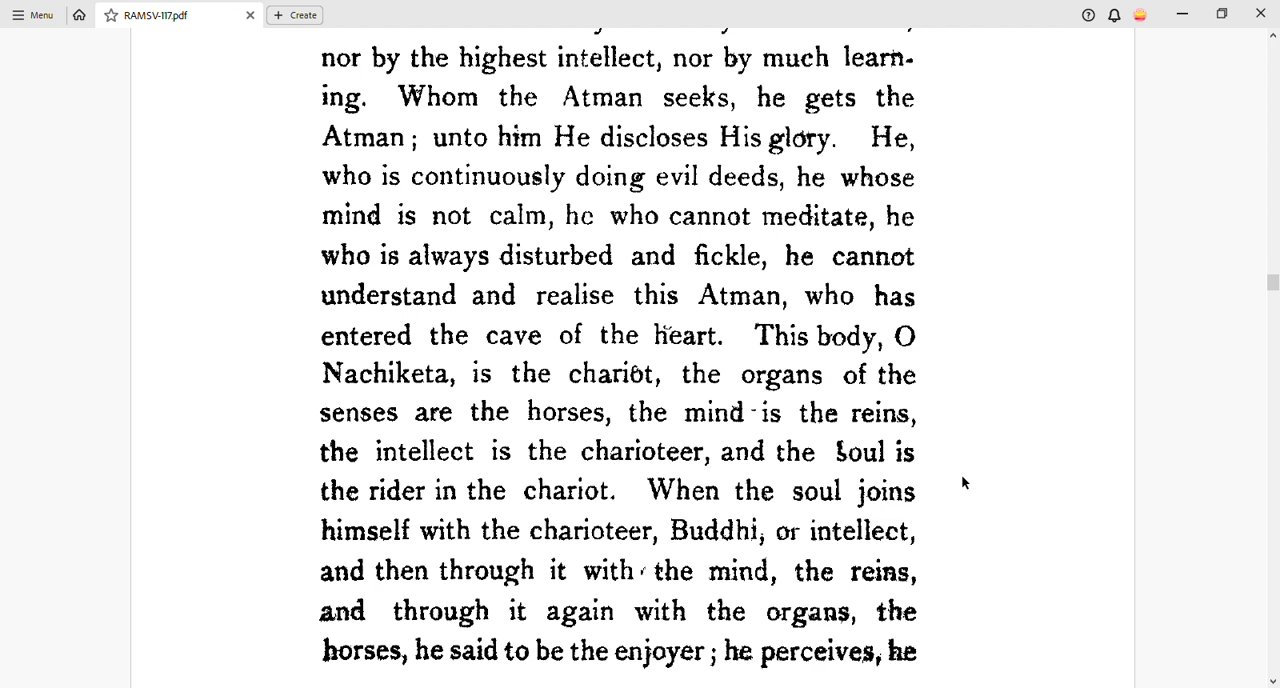 Menu
RAMSV-117.pdf
Create
nor by the highest intellect, nor by much learn-
ing. Whom the Atman seeks, he gets the
Atman ; unto him He discloses His glory. He,
who is continuously doing evil deeds, he whose
mind is not calm, he who cannot meditate, he
who is always disturbed and fickle, he cannot
understand and realise this Atman, who has
entered the cave of the heart. This body, O
Nachiketa, is the chariot, the organs of the
senses are the horses, the mind is the reins,
the intellect is the charioteer, and the Soul is
the rider in the chariot. When the soul joins
himself with the charioteer, Buddhi, or intellect,
and then through it with the mind, the reins,
and through it again with the organs, the
horses, he said to be the enjoyer ; he perceives, he